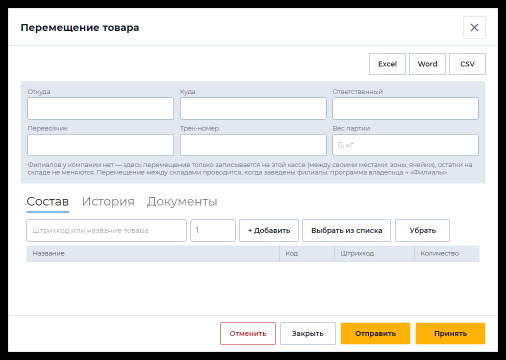 Перемещение товара
Excel Word CSV
Откуда Куда Ответственный
Перевозчик Трек-номер Вес партии
0, кг
Филиалов у компании нет — здесь перемещение только записывается на этой кассе (между своими местами: зоны, ячейки), остатки на
складе не меняются. Перемещение между складами проводится, когда заведены филиалы: программа владельца → «Филиалы».
Состав История Документы
Штрихкод или название товара 1 + Добавить Выбрать из списка Убрать
Название Код Штрихкод Количество
Отменить Закрыть Отправить Принять